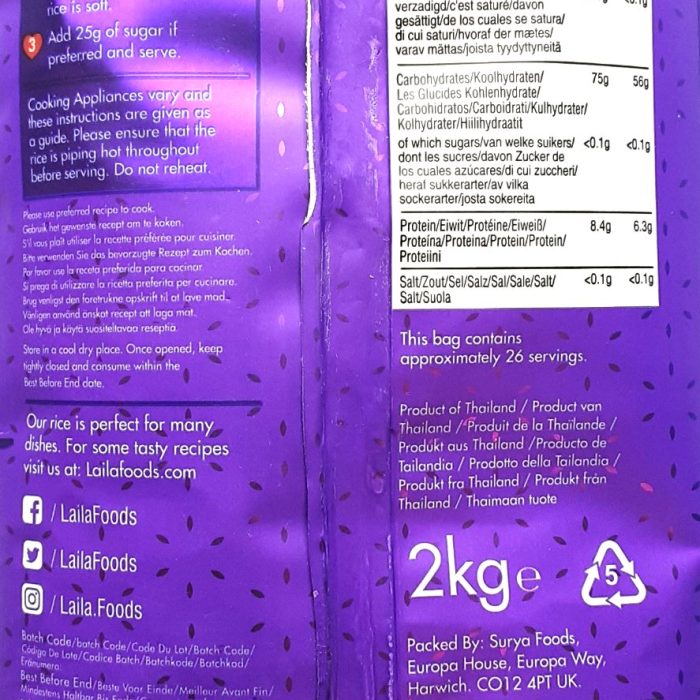 rice is soft.
3 Add 25g of sugar if
preferred and serve.
Cooking Appliances vary and
these instructions are given as
a guide. Please ensure that the
rice is piping hot throughout
before serving. Do not reheat.
Please use preferred recipe to cook.
Gebruik het gewenste recept om te koken.
S'il vous plaît utiliser la recette préférée pour cuisiner.
Bitte verwenden Sie das bevorzugte Rezept zum Kochen.
Por favor use la receta preferida para cocinar.
Si prega di utilizzare la ricetta preferita per cucinare.
Brug venligst den foretrukne opskrift til at lave mad.
Vänligen använd önskat recept att laga mat.
Ole hyvä ja käytä suositeltavaa reseptiä.
Store in a cool dry place. Once opened, keep
tightly closed and consume within the
Best Before End date.
Our rice is perfect for many
dishes. For some tasty recipes
visit us at: Lailafoods.com
/ LailaFoods
/ LailaFoods
/ Laila.Foods
Batch Code/batch Code/Code Du Lot/Batch Code/
Código De Lote/Codice Batch/Batchkode/Batchkod/
Eränumero:
Best Before End/Beste Voor Einde/Meilleur Avant Fin/
verzadigd/c'est saturé/davon
gesättigt/de los cuales se satura/
di cui saturi/hvoraf der mættes/
varav mättas/joista tyydyttyneitä
Carbohydrates/Koolhydraten/ 75g 56g
Les Glucides Kohlenhydrate/
Carbohidratos/Carboidrati/Kulhydrater/
Kolhydrater/Hiilihydraatit
of which sugars/van welke suikers/ <0.1g <0.1g
dont les sucres/davon Zucker de
los cuales azúcares/di cui zuccheri/
heraf sukkerarter/av vilka
sockerarter/josta sokereita
Protein/Eiwit/Protéine/Eiweiß/ 8.4g 6.3g
Proteína/Proteina/Protein/Protein/
Proteiini
Salt/Zout/Sel/Salz/Sal/Sale/Salt/ <0.1g <0.1g
Salt/Suola
This bag contains
approximately 26 servings.
Product of Thailand / Product van
Thailand / Produit de la Thaïlande /
Produkt aus Thailand /Producto de
Tailandia / Prodotto della Tailandia /
Produkt fra Thailand / Produkt från
Thailand / Thaimaan tuote
2kg e 5
Packed By: Surya Foods,
Europa House, Europa Way,
Harwich. CO12 4PT UK.